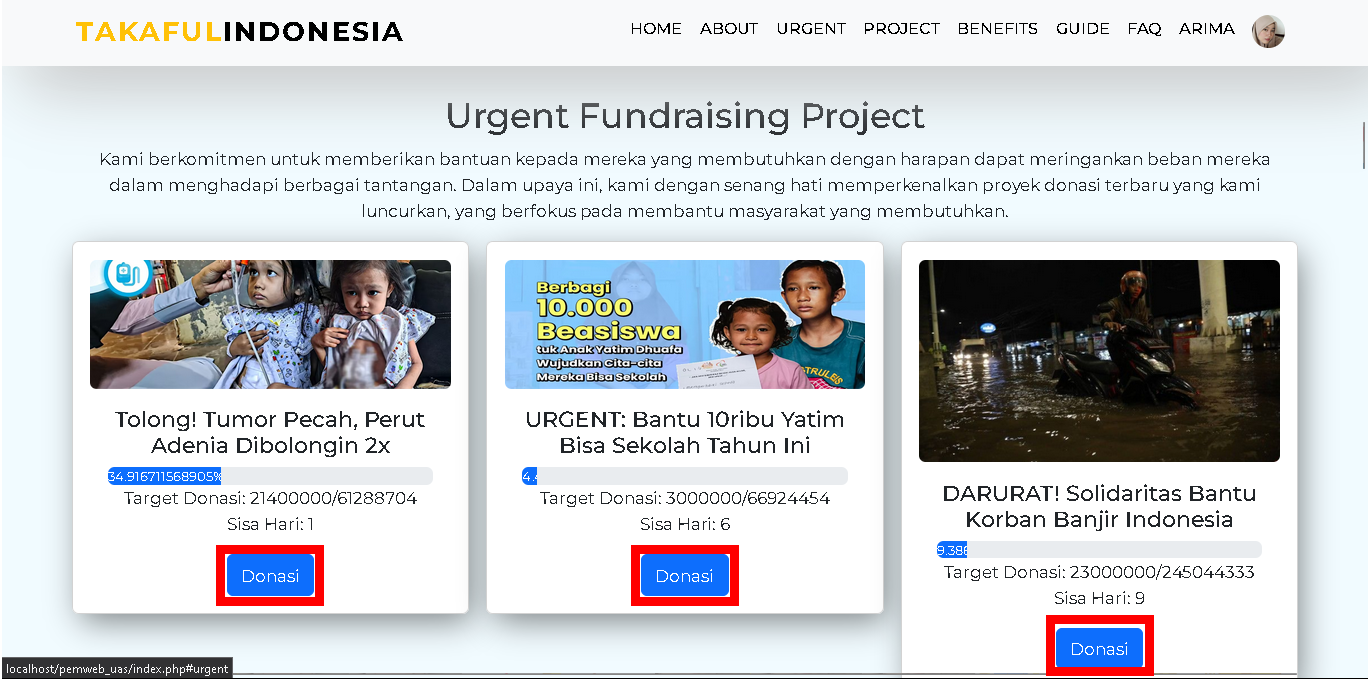 TAKAFULINDONESIA
HOME ABOUT URGENT PROJECT BENEFITS GUIDE FAQ ARIMA
Urgent Fundraising Project
Kami berkomitmen untuk memberikan bantuan kepada mereka yang membutuhkan dengan harapan dapat meringankan beban mereka
dalam menghadapi berbagai tantangan. Dalam upaya ini, kami dengan senang hati memperkenalkan proyek donasi terbaru yang kami
luncurkan, yang berfokus pada membantu masyarakat yang membutuhkan.
Tolong! Tumor Pecah, Perut
Adenia Dibolongin 2x
34.916711568905%
Target Donasi: 21400000/61288704
Sisa Hari: 1
Donasi
Berbagi
10.000
Beasiswa
tuk Anak Yatim Dhuafa
Wujudkan Cita-cita
Mereka Bisa Sekolah
URGENT: Bantu 10ribu Yatim
Bisa Sekolah Tahun Ini
4.4
Target Donasi: 3000000/66924454
Sisa Hari: 6
Donasi
DARURAT! Solidaritas Bantu
Korban Banjir Indonesia
9.386
Target Donasi: 23000000/245044333
Sisa Hari: 9
Donasi
localhost/pemweb_uas/index.php#urgent